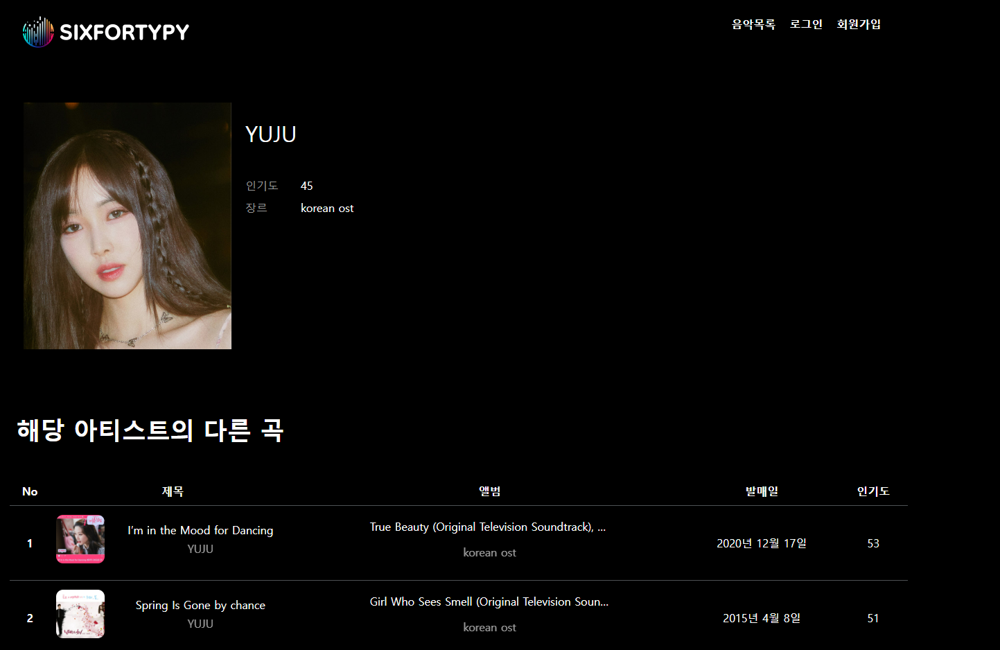 SIXFORTYPY
음악목록 로그인 회원가입
YUJU
인기도 45
장르 korean ost
해당 아티스트의 다른 곡
No 제목 앨범 발매일 인기도
1 I'm in the Mood for Dancing True Beauty (Original Television Soundtrack), ... 2020년 12월 17일 53
YUJU korean ost
2 Spring Is Gone by chance Girl Who Sees Smell (Original Television Soun... 2015년 4월 8일 51
YUJU korean ost